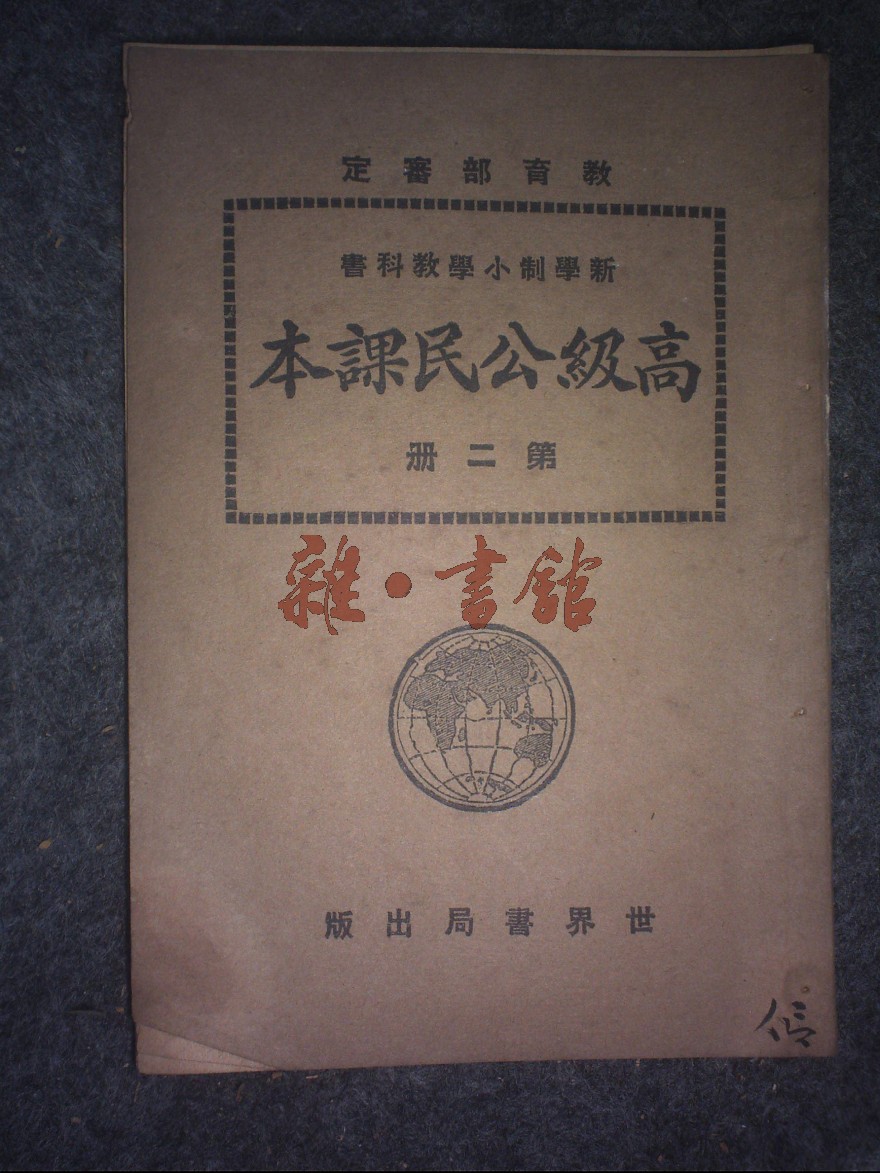 教育部審定
新學制小學教科書
高級公民課本
第二册
雜·書館
世界書局出版